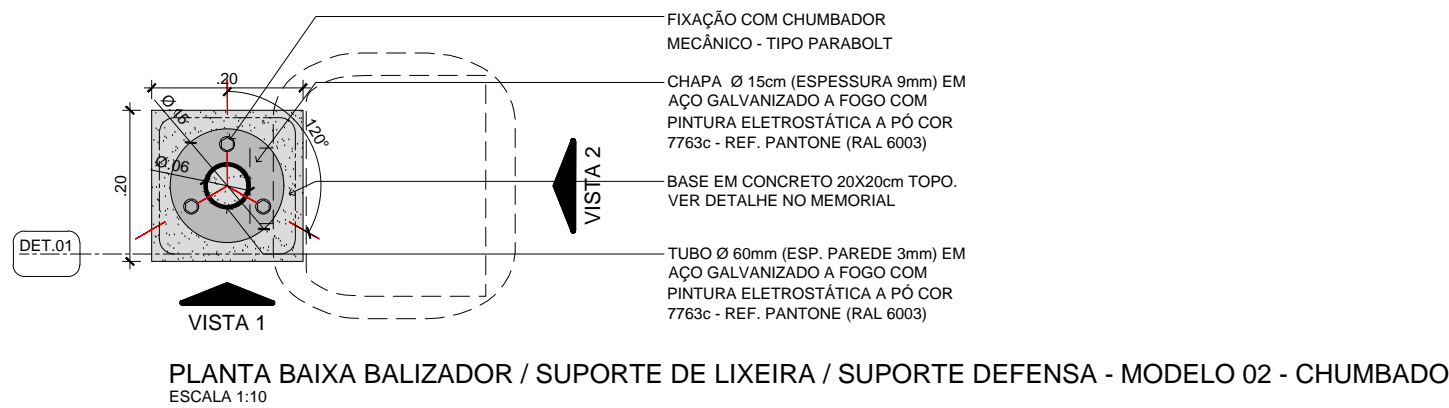 FIXAÇÃO COM CHUMBADOR
MECÂNICO - TIPO PARABOLT
CHAPA Ø 15cm (ESPESSURA 9mm) EM
AÇO GALVANIZADO A FOGO COM
PINTURA ELETROSTÁTICA A PÓ COR
7763c - REF. PANTONE (RAL 6003)
BASE EM CONCRETO 20X20cm TOPO.
VER DETALHE NO MEMORIAL
TUBO Ø 60mm (ESP. PAREDE 3mm) EM
AÇO GALVANIZADO A FOGO COM
PINTURA ELETROSTÁTICA A PÓ COR
7763c - REF. PANTONE (RAL 6003)
.20
Ø.15
120°
Ø.06
.20
DET.01
VISTA 2
VISTA 1
PLANTA BAIXA BALIZADOR / SUPORTE DE LIXEIRA / SUPORTE DEFENSA - MODELO 02 - CHUMBADO
ESCALA 1:10